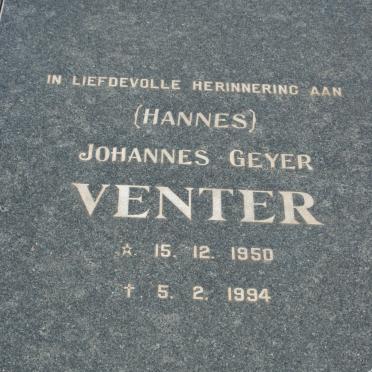 IN LIEFDEVOLLE HERINNERING AAN
(HANNES)
JOHANNES GEYER
VENTER
☆ 15. 12. 1950
† 5. 2. 1994